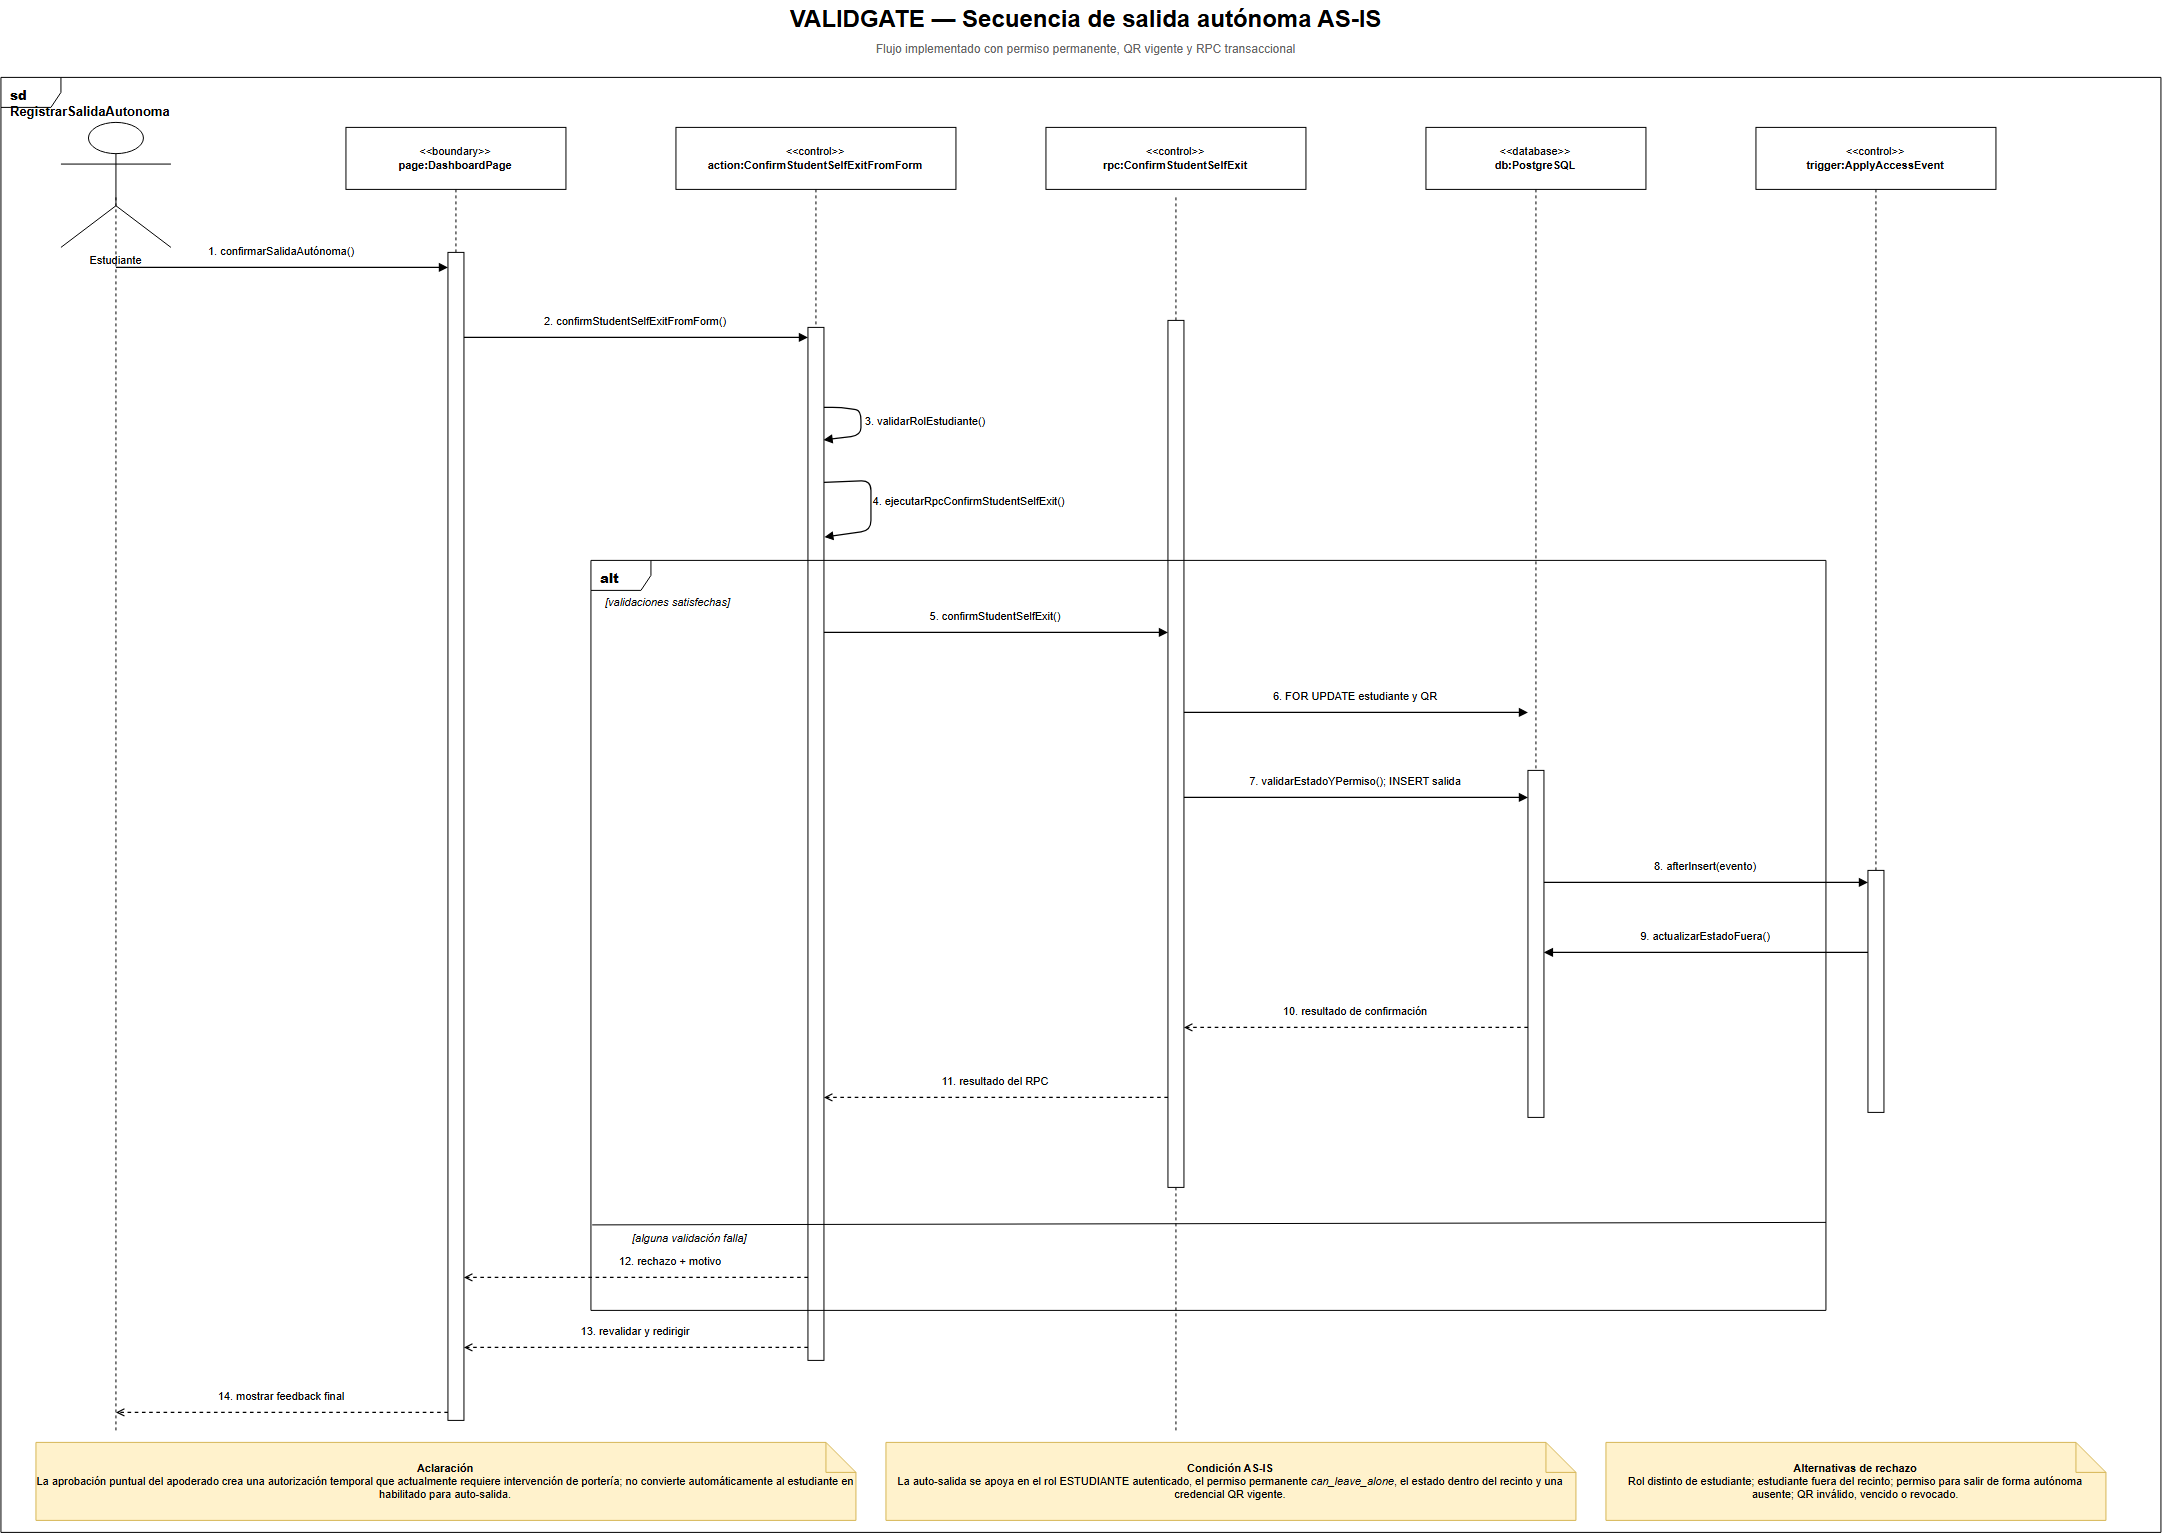 VALIDGATE — Secuencia de salida autónoma AS-IS
Flujo implementado con permiso permanente, QR vigente y RPC transaccional
sd
RegistrarSalidaAutonoma
Estudiante
<<boundary>>
page:DashboardPage
<<control>>
action:ConfirmStudentSelfExitFromForm
<<control>>
rpc:ConfirmStudentSelfExit
<<database>>
db:PostgreSQL
<<control>>
trigger:ApplyAccessEvent
1. confirmarSalidaAutónoma()
2. confirmStudentSelfExitFromForm()
3. validarRolEstudiante()
4. ejecutarRpcConfirmStudentSelfExit()
alt
[validaciones satisfechas]
5. confirmStudentSelfExit()
6. FOR UPDATE estudiante y QR
7. validarEstadoYPermiso(); INSERT salida
8. afterInsert(evento)
9. actualizarEstadoFuera()
10. resultado de confirmación
11. resultado del RPC
[alguna validación falla]
12. rechazo + motivo
13. revalidar y redirigir
14. mostrar feedback final
Aclaración
La aprobación puntual del apoderado crea una autorización temporal que actualmente requiere intervención de portería; no convierte automáticamente al estudiante en
habilitado para auto-salida.
Condición AS-IS
La auto-salida se apoya en el rol ESTUDIANTE autenticado, el permiso permanente can_leave_alone, el estado dentro del recinto y una
credencial QR vigente.
Alternativas de rechazo
Rol distinto de estudiante; estudiante fuera del recinto; permiso para salir de forma autónoma
ausente; QR inválido, vencido o revocado.